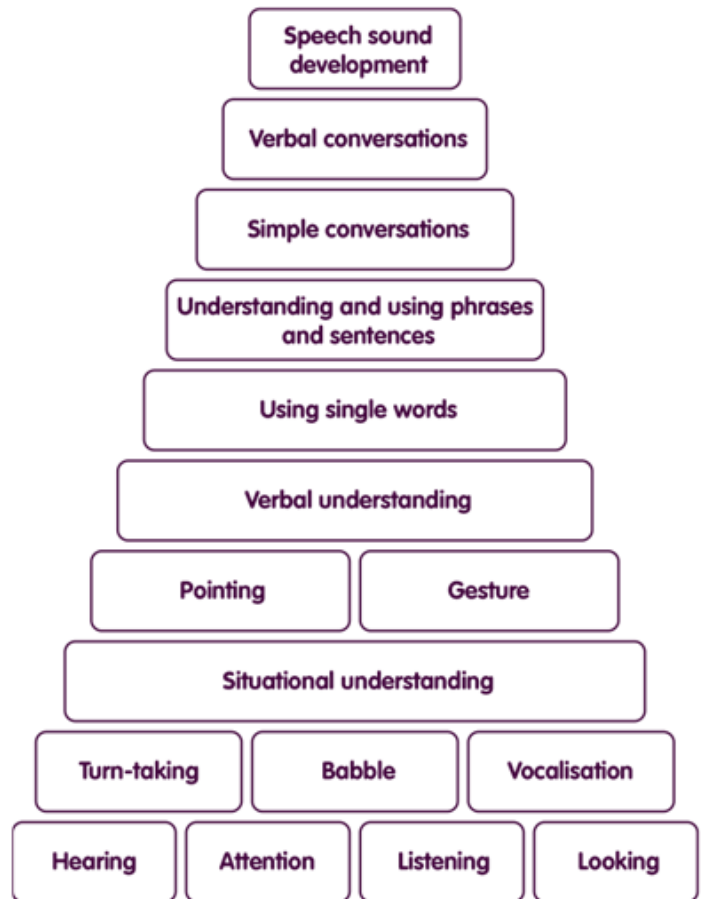 Speech sound
development
Verbal conversations
Simple conversations
Understanding and using phrases
and sentences
Using single words
Verbal understanding
Pointing Gesture
Situational understanding
Turn-taking Babble Vocalisation
Hearing Attention Listening Looking